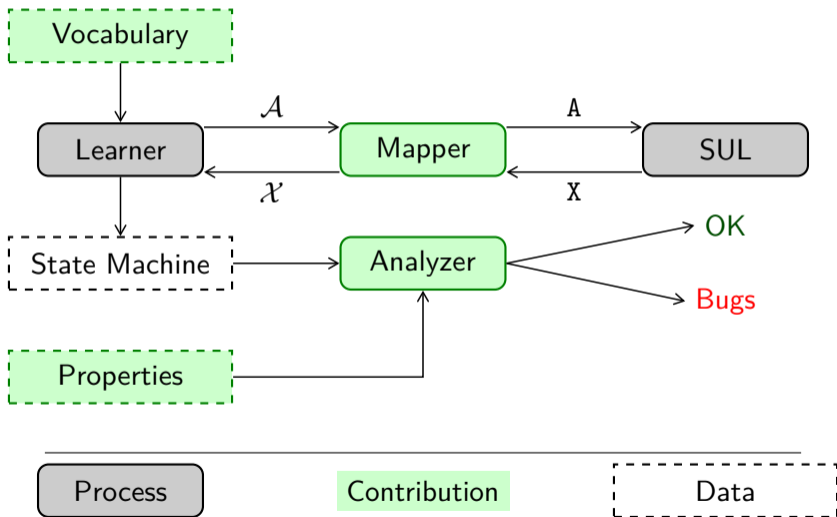 Vocabulary
𝒜
A
Learner
Mapper
SUL
𝒳
X
OK
State Machine
Analyzer
Bugs
Properties
Process
Contribution
Data